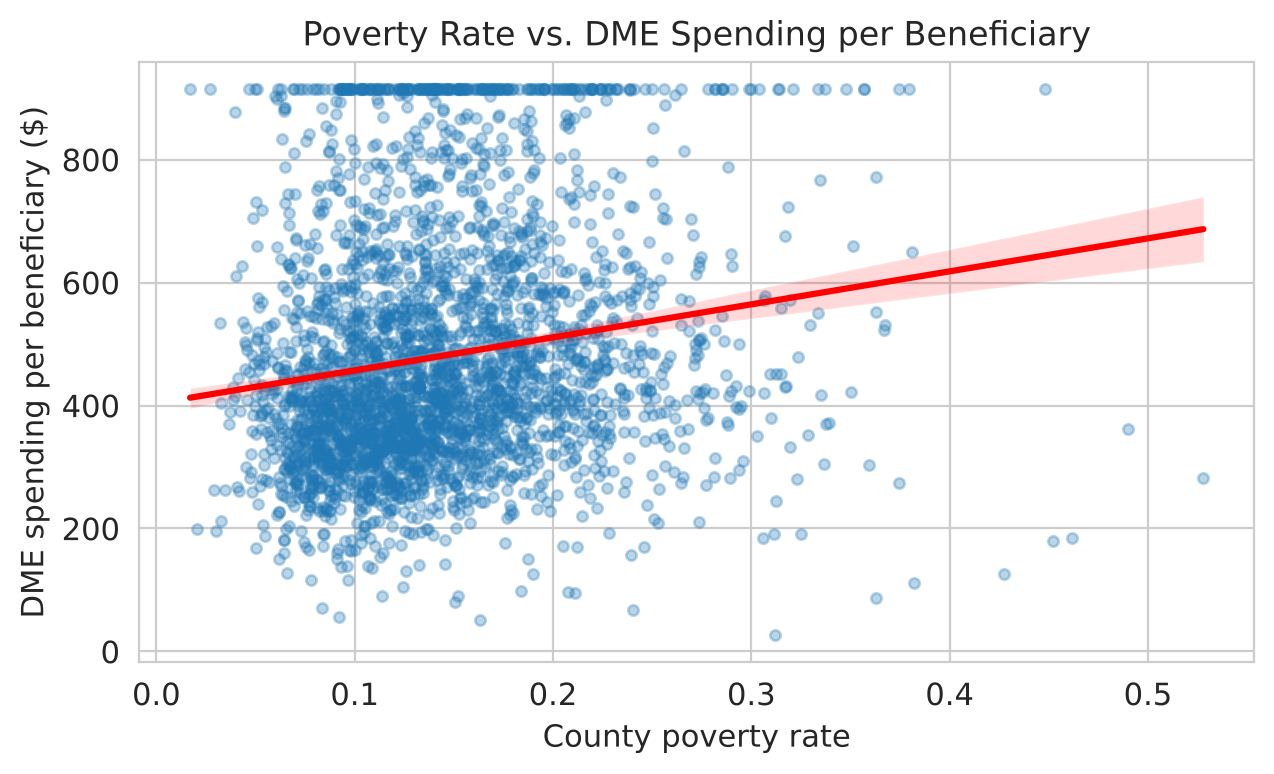 Poverty Rate vs. DME Spending per Beneficiary
DME spending per beneficiary ($)
800
600
400
200
0
0.0 0.1 0.2 0.3 0.4 0.5
County poverty rate